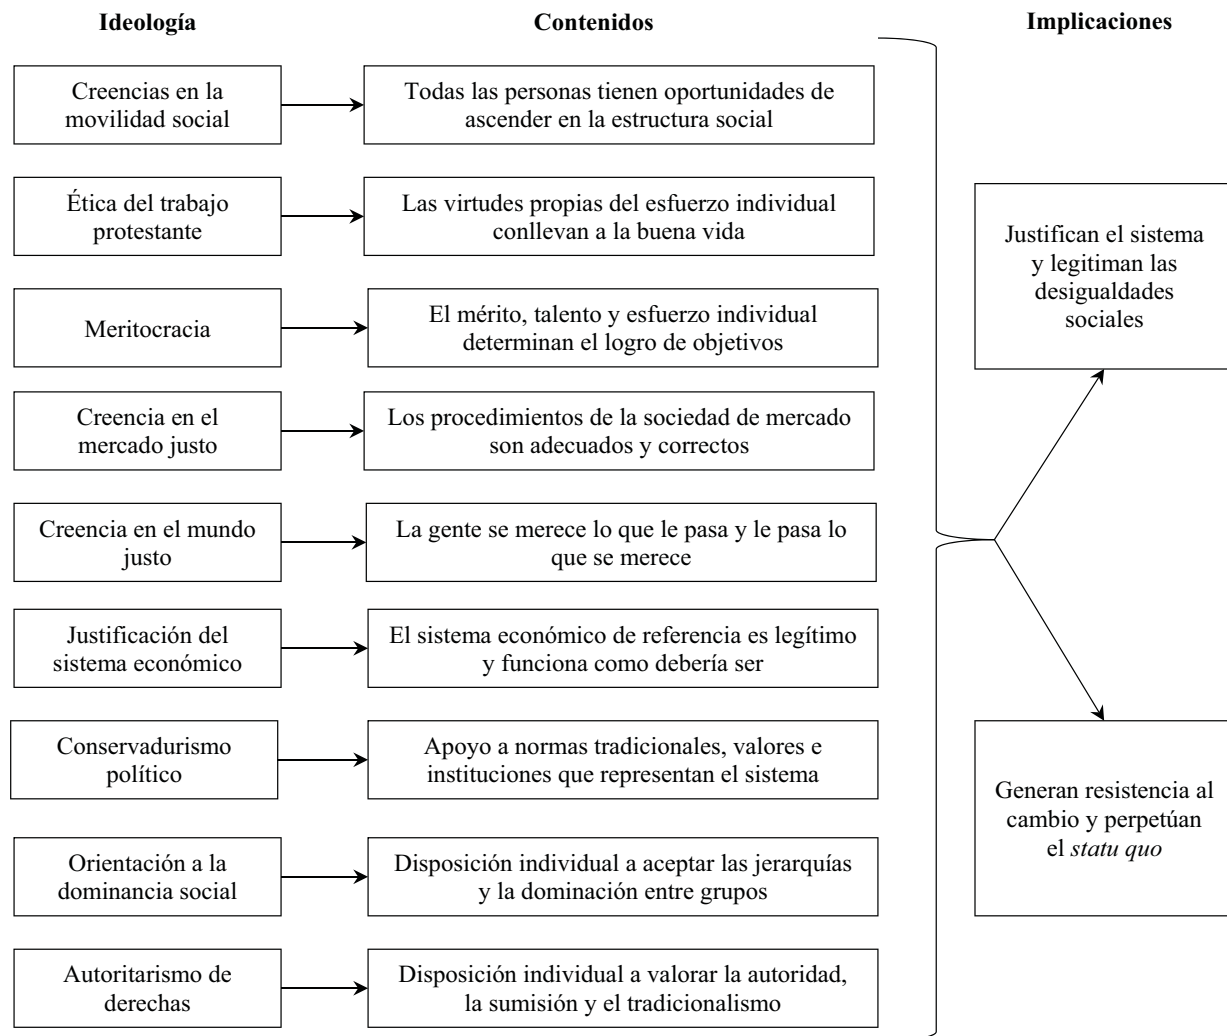 Ideología
Contenidos
Implicaciones
Creencias en la
movilidad social
Todas las personas tienen oportunidades de
ascender en la estructura social
Ética del trabajo
protestante
Las virtudes propias del esfuerzo individual
conllevan a la buena vida
Meritocracia
El mérito, talento y esfuerzo individual
determinan el logro de objetivos
Creencia en el
mercado justo
Los procedimientos de la sociedad de mercado
son adecuados y correctos
Creencia en el mundo
justo
La gente se merece lo que le pasa y le pasa lo
que se merece
Justificación del
sistema económico
El sistema económico de referencia es legítimo
y funciona como debería ser
Conservadurismo
político
Apoyo a normas tradicionales, valores e
instituciones que representan el sistema
Orientación a la
dominancia social
Disposición individual a aceptar las jerarquías
y la dominación entre grupos
Autoritarismo de
derechas
Disposición individual a valorar la autoridad,
la sumisión y el tradicionalismo
Justifican el sistema
y legitiman las
desigualdades
sociales
Generan resistencia al
cambio y perpetúan
el statu quo